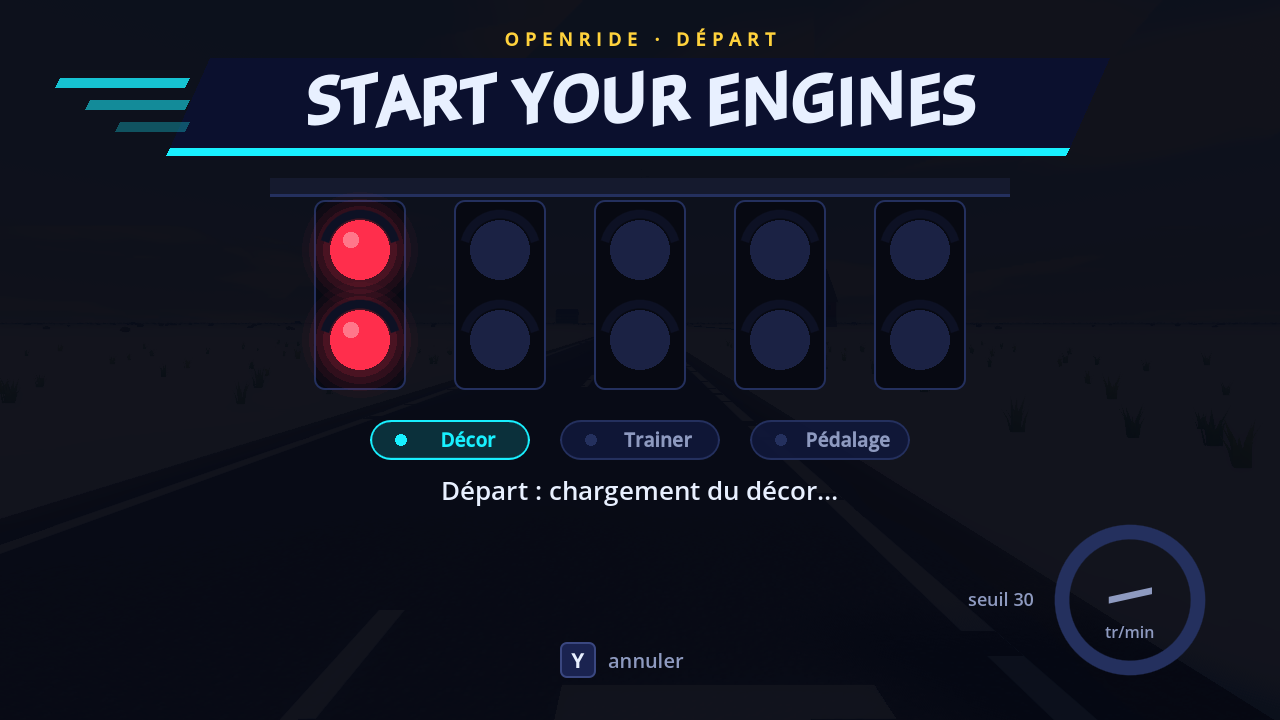 OPENRIDE · DÉPART
START YOUR ENGINES
Décor
Trainer
Pédalage
Départ : chargement du décor...
seuil 30
—
tr/min
Y annuler